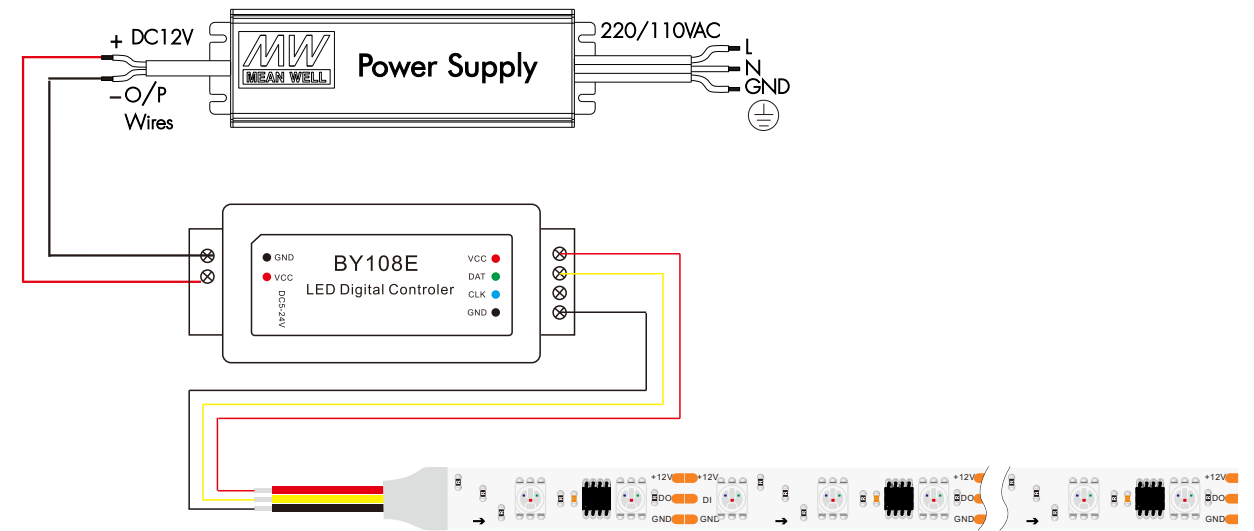 + DC12V
220/110VAC
L
MW
MEAN WELL
Power Supply
N
GND
−O/P
Wires
GND
VCC
DC5-24V
BY108E
LED Digital Controler
VCC
DAT
CLK
GND
+12V +12V
DO DI
GND GND
+12V
DO
GND
+12V
DO
GND